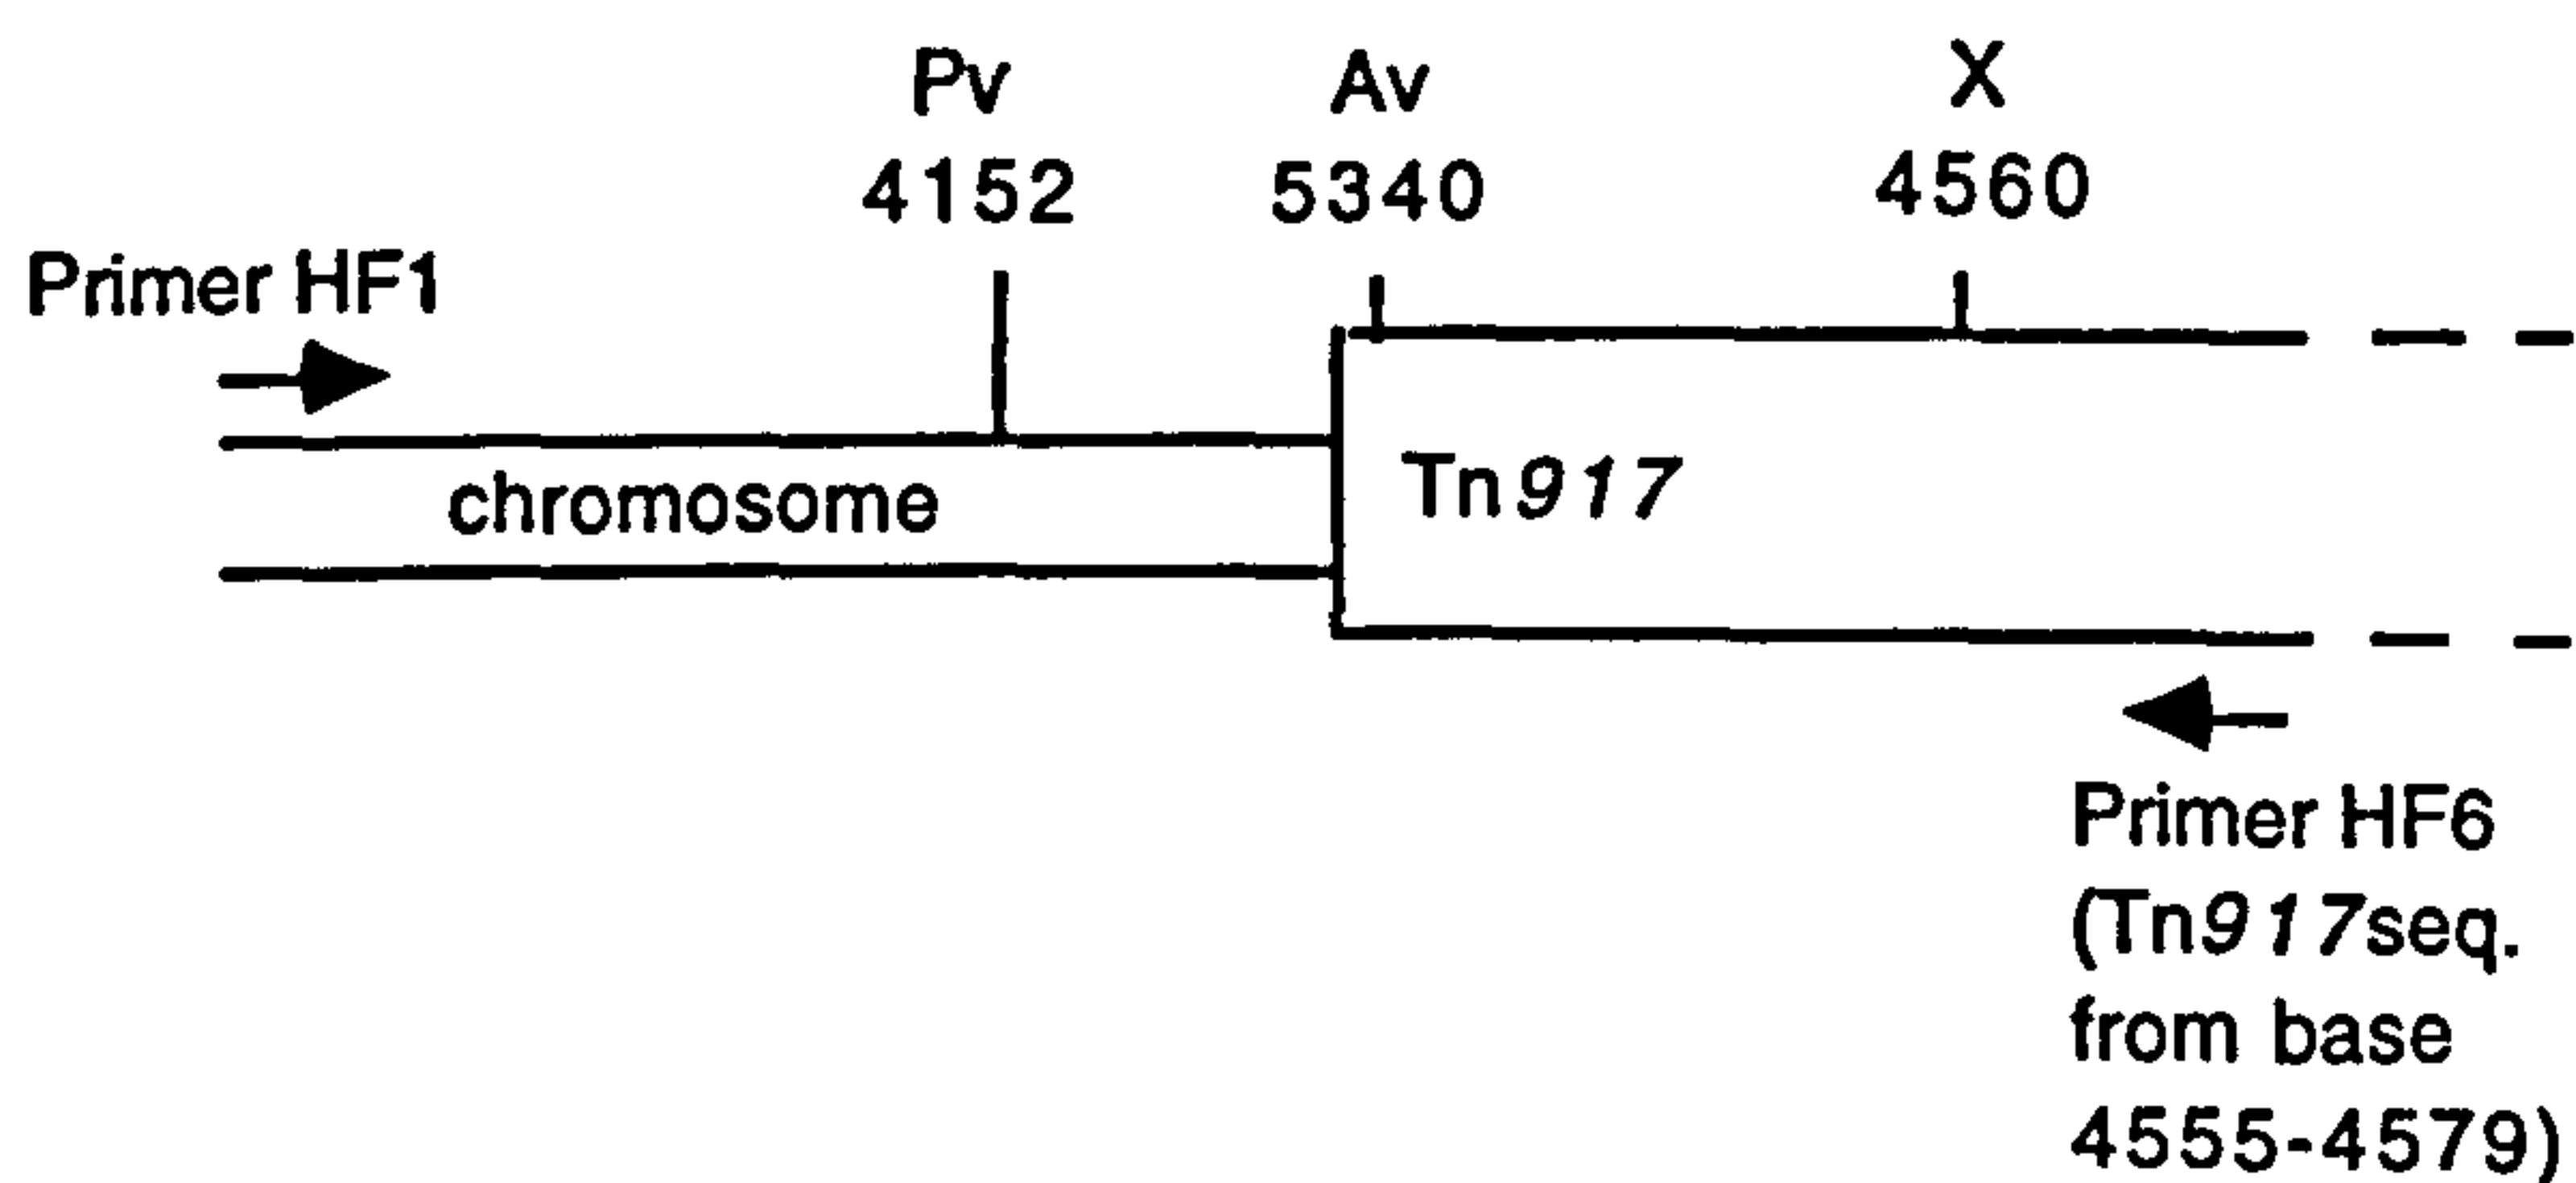 Pv Av X
4152 5340 4560
Primer HF1
chromosome
Tn917
Primer HF6
(Tn917seq.
from base
4555-4579)